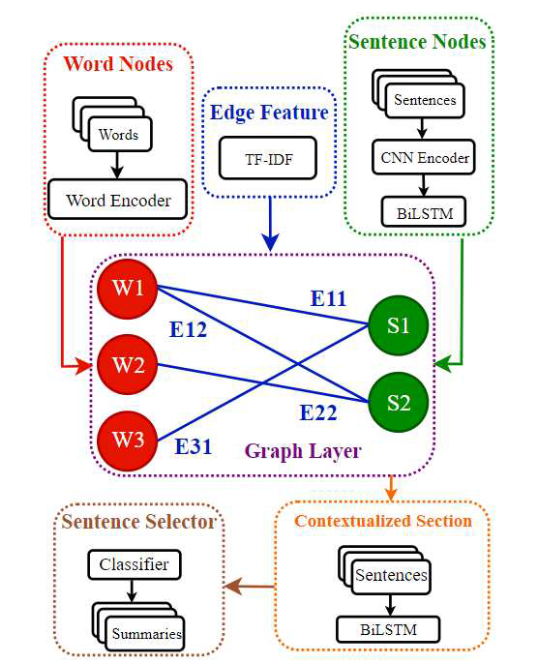 Word Nodes
Words
Word Encoder
Edge Feature
TF-IDF
Sentence Nodes
Sentences
CNN Encoder
BiLSTM
W1
W2
W3
E11
E12
E22
E31
S1
S2
Graph Layer
Sentence Selector
Classifier
Summaries
Contextualized Section
Sentences
BiLSTM